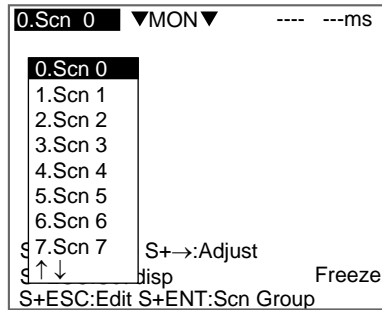 0.Scn 0 ▼MON▼ ---- ---ms
0.Scn 0
1.Scn 1
2.Scn 2
3.Scn 3
4.Scn 4
5.Scn 5
6.Scn 6
7.Scn 7
↑↓
S+→:Adjust
disp Freeze
S+ESC:Edit S+ENT:Scn Group